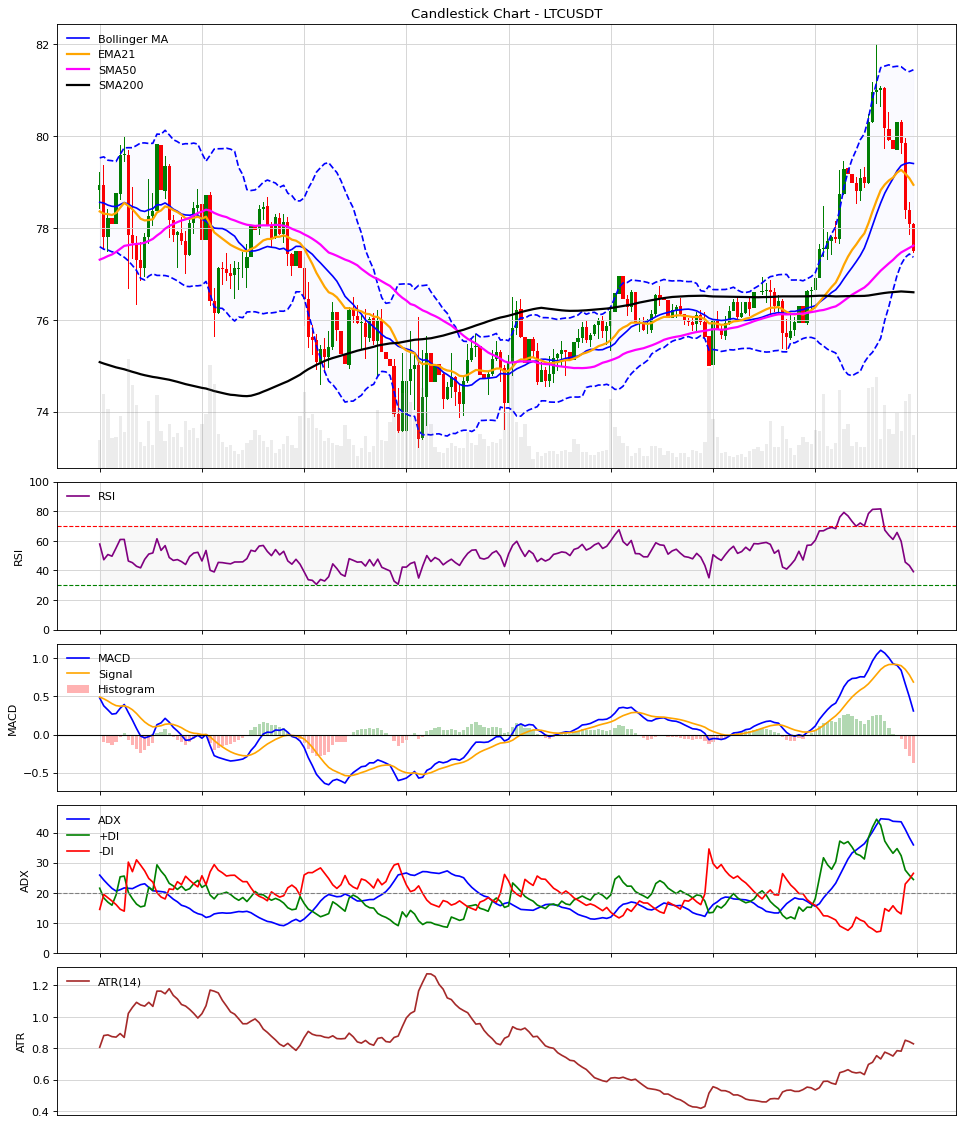 Candlestick Chart - LTCUSDT
Bollinger MA
EMA21
SMA50
SMA200
82
80
78
76
74
RSI
RSI
100
80
60
40
20
0
MACD
Signal
Histogram
MACD
1.0
0.5
0.0
−0.5
ADX
+DI
-DI
ADX
40
30
20
10
0
ATR(14)
ATR
1.2
1.0
0.8
0.6
0.4